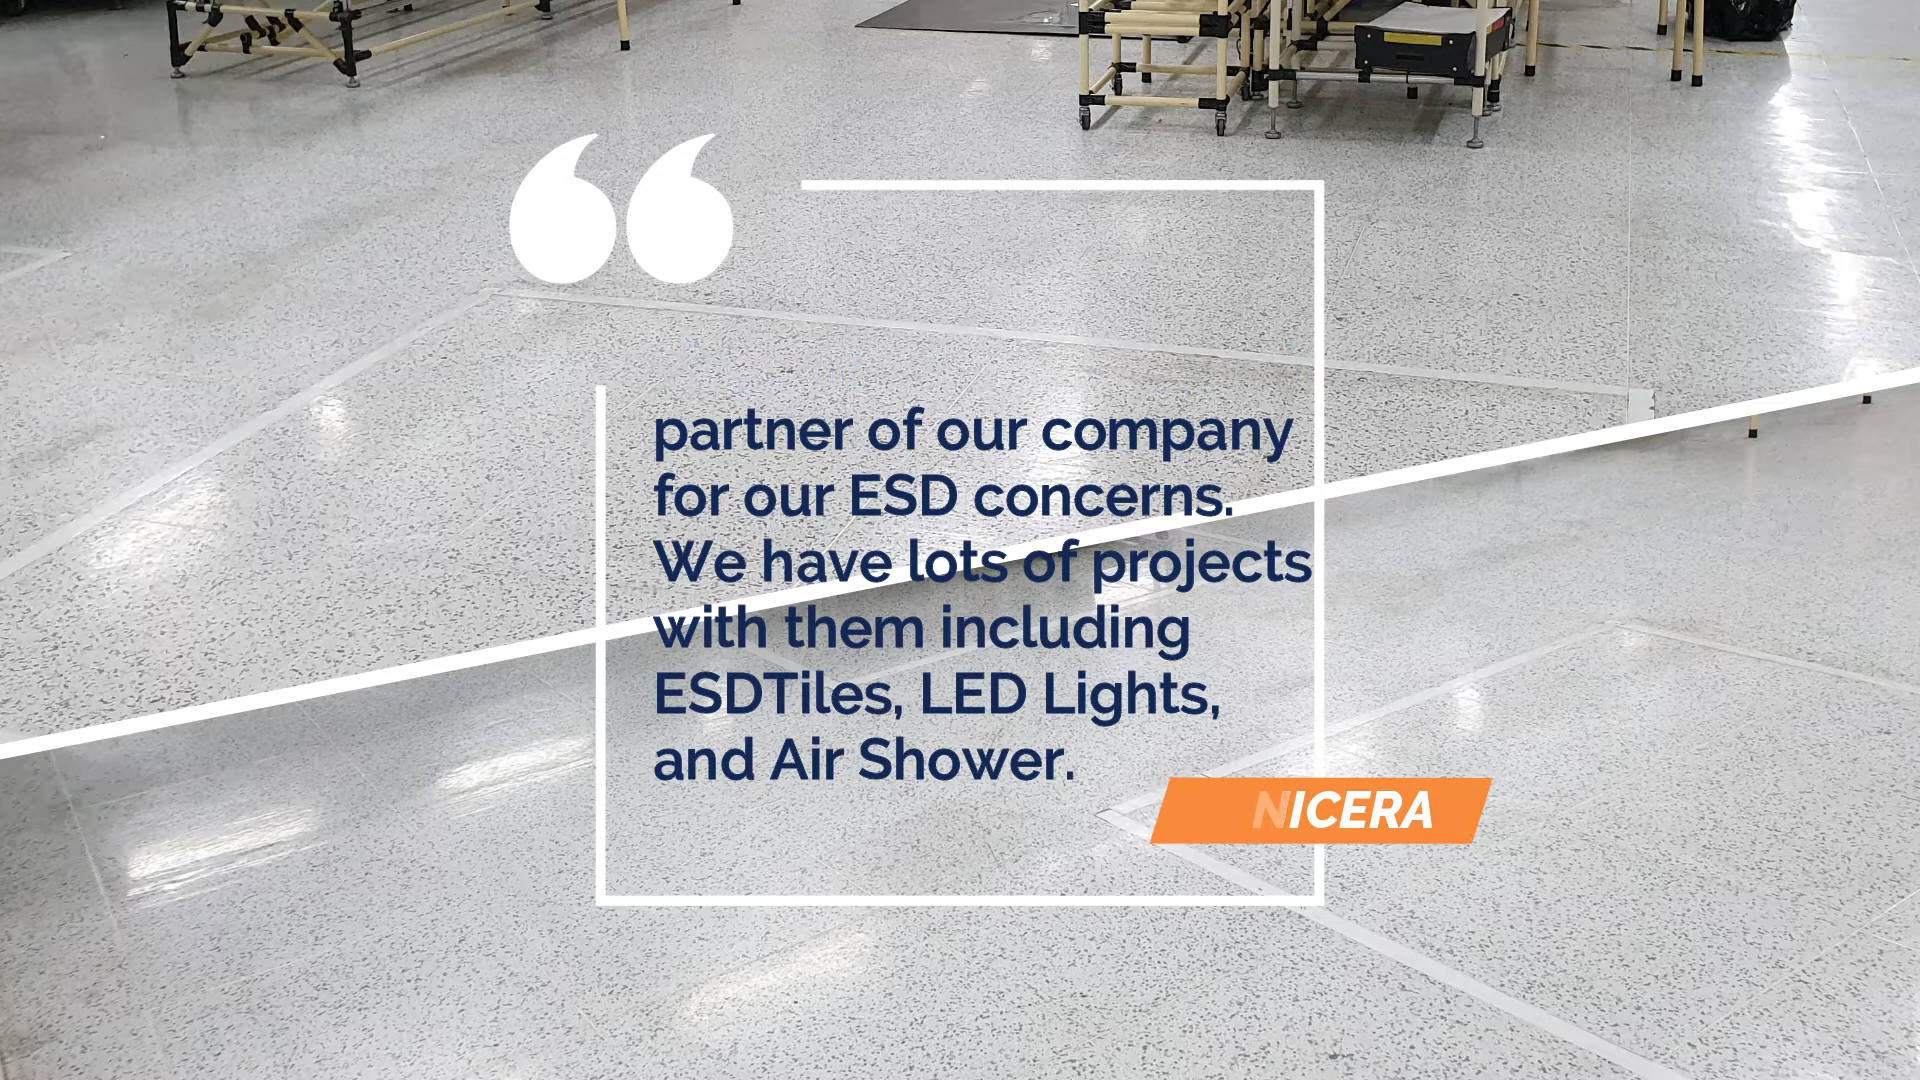 partner of our company
for our ESD concerns.
We have lots of projects
with them including
ESDTiles, LED Lights,
and Air Shower.
NICERA